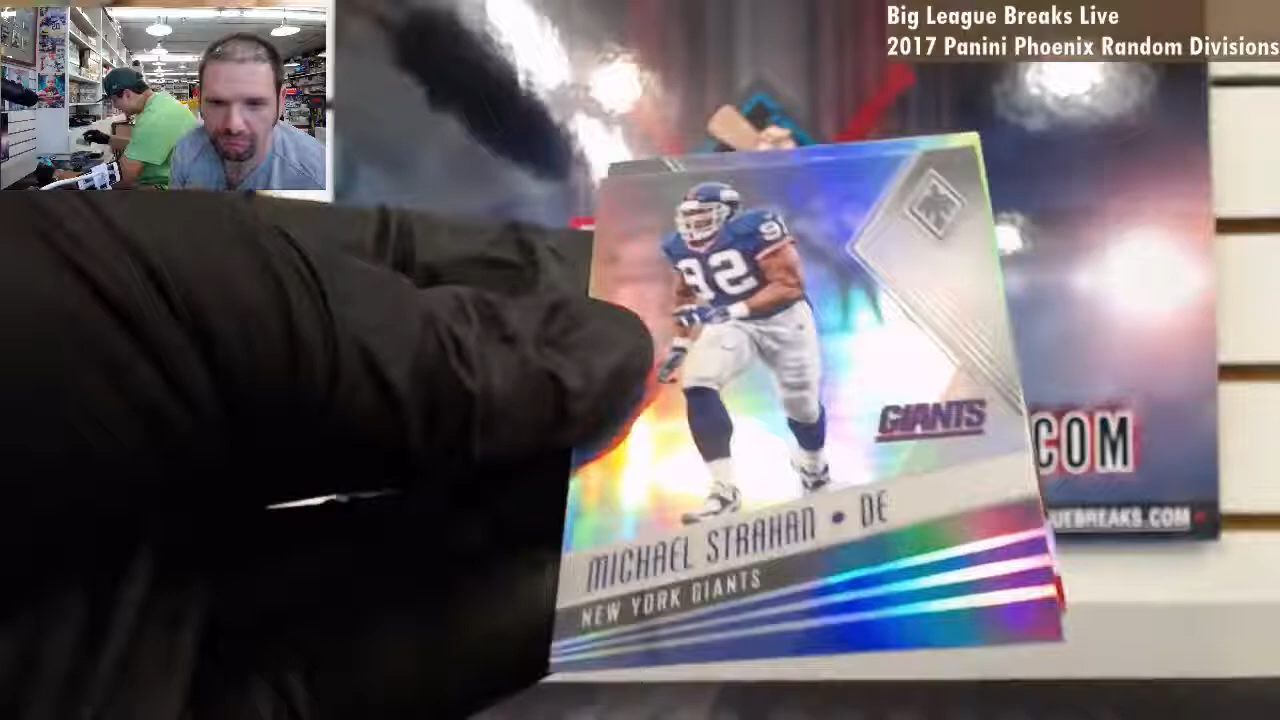 Big League Breaks Live
2017 Panini Phoenix Random Divisions
92
GIANTS
MICHAEL STRAHAN • DE
NEW YORK GIANTS
COM
UEBREAKS.COM